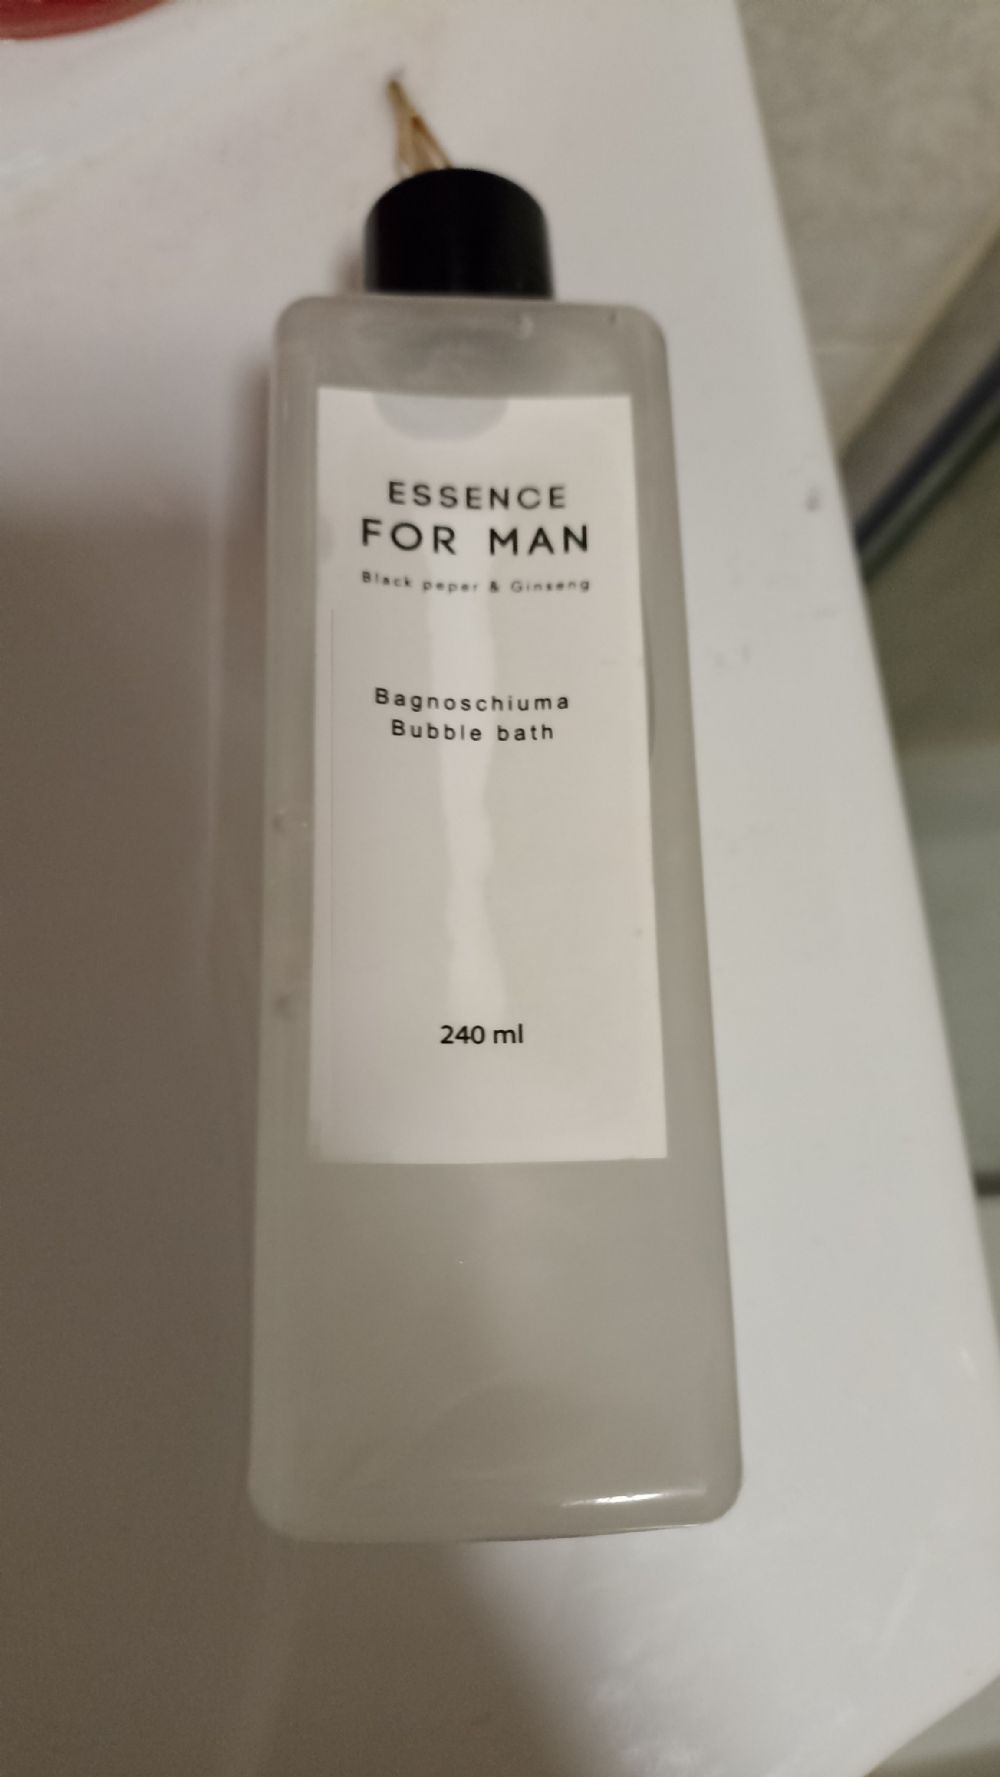 ESSENCE
FOR MAN
Black peper & Ginseng
Bagnoschiuma
Bubble bath
240 ml